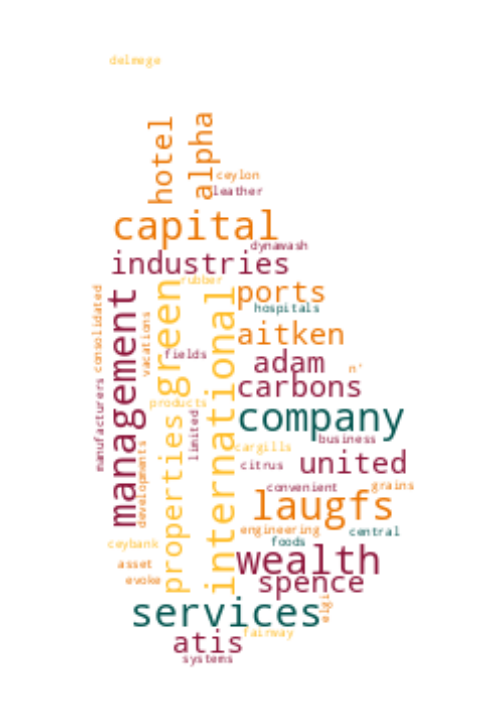 delmege
hotel
alpha
ceylon
leather
capital
dynawash
industries
rubber
ports
consolidated
management
vacations
green
international
hospitals
aitken
fields
adam
n'
manufacturers
carbons
products
limited
company
properties
business
cargills
developments
citrus
united
convenient
grains
laugfs
engineering
central
foods
ceybank
wealth
asset
spence
evoke
services
elgi
fairway
atis
systems